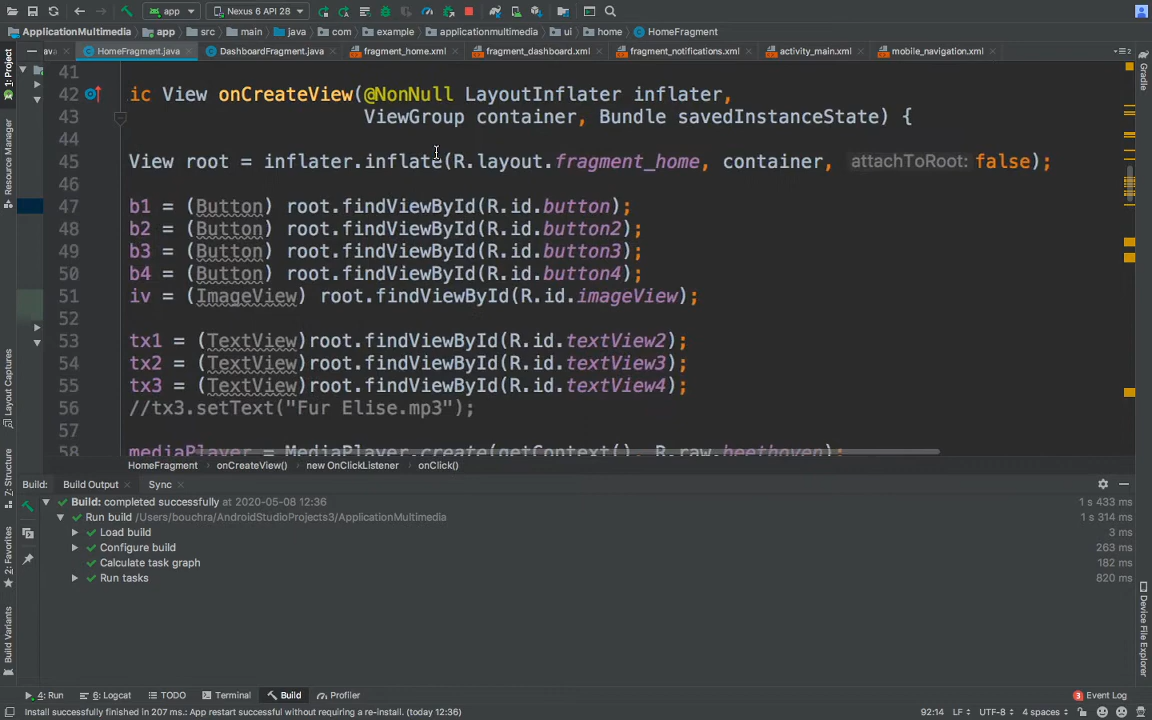 app
Nexus 6 API 28
ApplicationMultimedia
app
src
main
java
com
example
applicationmultimedia
ui
home
HomeFragment
HomeFragment.java
DashboardFragment.java
fragment_home.xml
fragment_dashboard.xml
fragment_notifications.xml
activity_main.xml
mobile_navigation.xml
1: Project
Resource Manager
Layout Captures
7: Structure
2: Favorites
Build Variants
Gradle
Device File Explorer
41
42 ic View onCreateView(@NonNull LayoutInflater inflater,
43 ViewGroup container, Bundle savedInstanceState) {
44
45 View root = inflater.inflate(R.layout.fragment_home, container, attachToRoot: false);
46
47 b1 = (Button) root.findViewById(R.id.button);
48 b2 = (Button) root.findViewById(R.id.button2);
49 b3 = (Button) root.findViewById(R.id.button3);
50 b4 = (Button) root.findViewById(R.id.button4);
51 iv = (ImageView) root.findViewById(R.id.imageView);
52
53 tx1 = (TextView)root.findViewById(R.id.textView2);
54 tx2 = (TextView)root.findViewById(R.id.textView3);
55 tx3 = (TextView)root.findViewById(R.id.textView4);
56 //tx3.setText("Fur Elise.mp3");
57
58 mediaPlayer = MediaPlayer.create(getContext(), R.raw.beethoven);
HomeFragment
onCreateView()
new OnClickListener
onClick()
Build:
Build Output
Sync
Build: completed successfully at 2020-05-08 12:36 1 s 433 ms
Run build /Users/bouchra/AndroidStudioProjects3/ApplicationMultimedia 1 s 314 ms
Load build 3 ms
Configure build 263 ms
Calculate task graph 182 ms
Run tasks 820 ms
4: Run
6: Logcat
TODO
Terminal
Build
Profiler
3 Event Log
Install successfully finished in 207 ms.: App restart successful without requiring a re-install. (today 12:36)
92:14
LF
UTF-8
4 spaces